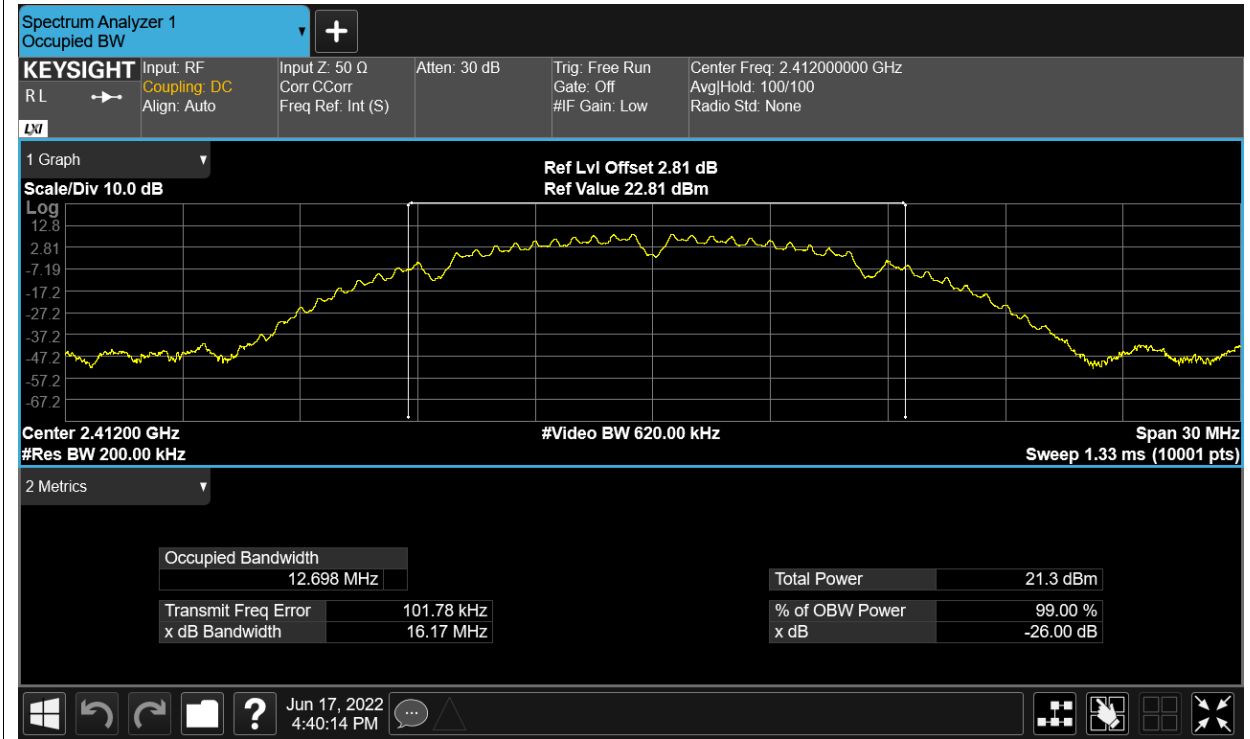 Spectrum Analyzer 1
Occupied BW
KEYSIGHT
R L
LXI
Input: RF
Coupling: DC
Align: Auto
Input Z: 50 Ω
Corr CCorr
Freq Ref: Int (S)
Atten: 30 dB
Trig: Free Run
Gate: Off
#IF Gain: Low
Center Freq: 2.412000000 GHz
Avg|Hold: 100/100
Radio Std: None
1 Graph
Scale/Div 10.0 dB
Ref Lvl Offset 2.81 dB
Ref Value 22.81 dBm
Log
12.8
2.81
-7.19
-17.2
-27.2
-37.2
-47.2
-57.2
-67.2
Center 2.41200 GHz
#Video BW 620.00 kHz
Span 30 MHz
#Res BW 200.00 kHz
Sweep 1.33 ms (10001 pts)
2 Metrics
Occupied Bandwidth
12.698 MHz
Total Power 21.3 dBm
Transmit Freq Error 101.78 kHz
% of OBW Power 99.00 %
x dB Bandwidth 16.17 MHz
x dB -26.00 dB
?
Jun 17, 2022
4:40:14 PM